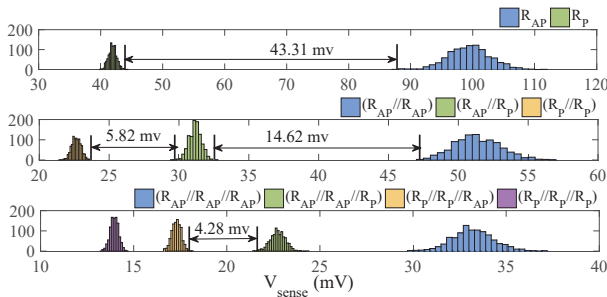 R_AP R_P
200
100
0
43.31 mv
30 40 50 60 70 80 90 100 110 120
(R_AP//R_AP) (R_AP//R_P) (R_P//R_P)
200
100
0
5.82 mv 14.62 mv
20 25 30 35 40 45 50 55 60
(R_AP//R_AP//R_AP) (R_AP//R_AP//R_P) (R_P//R_P//R_AP) (R_P//R_P//R_P)
200
100
0
4.28 mv
10 15 20 25 30 35 40
V_sense (mV)